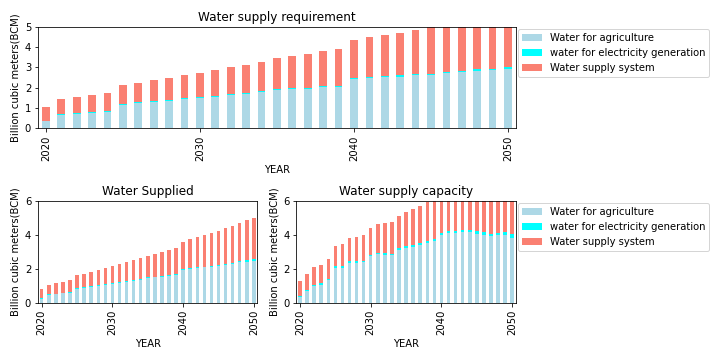 Water supply requirement
Billion cubic meters(BCM)
5
4
3
2
1
0
2020
2030
2040
2050
YEAR
Water for agriculture
water for electricity generation
Water supply system
Water Supplied
Billion cubic meters(BCM)
6
4
2
0
2020
2030
2040
2050
YEAR
Water supply capacity
Billion cubic meters(BCM)
6
4
2
0
2020
2030
2040
2050
YEAR
Water for agriculture
water for electricity generation
Water supply system